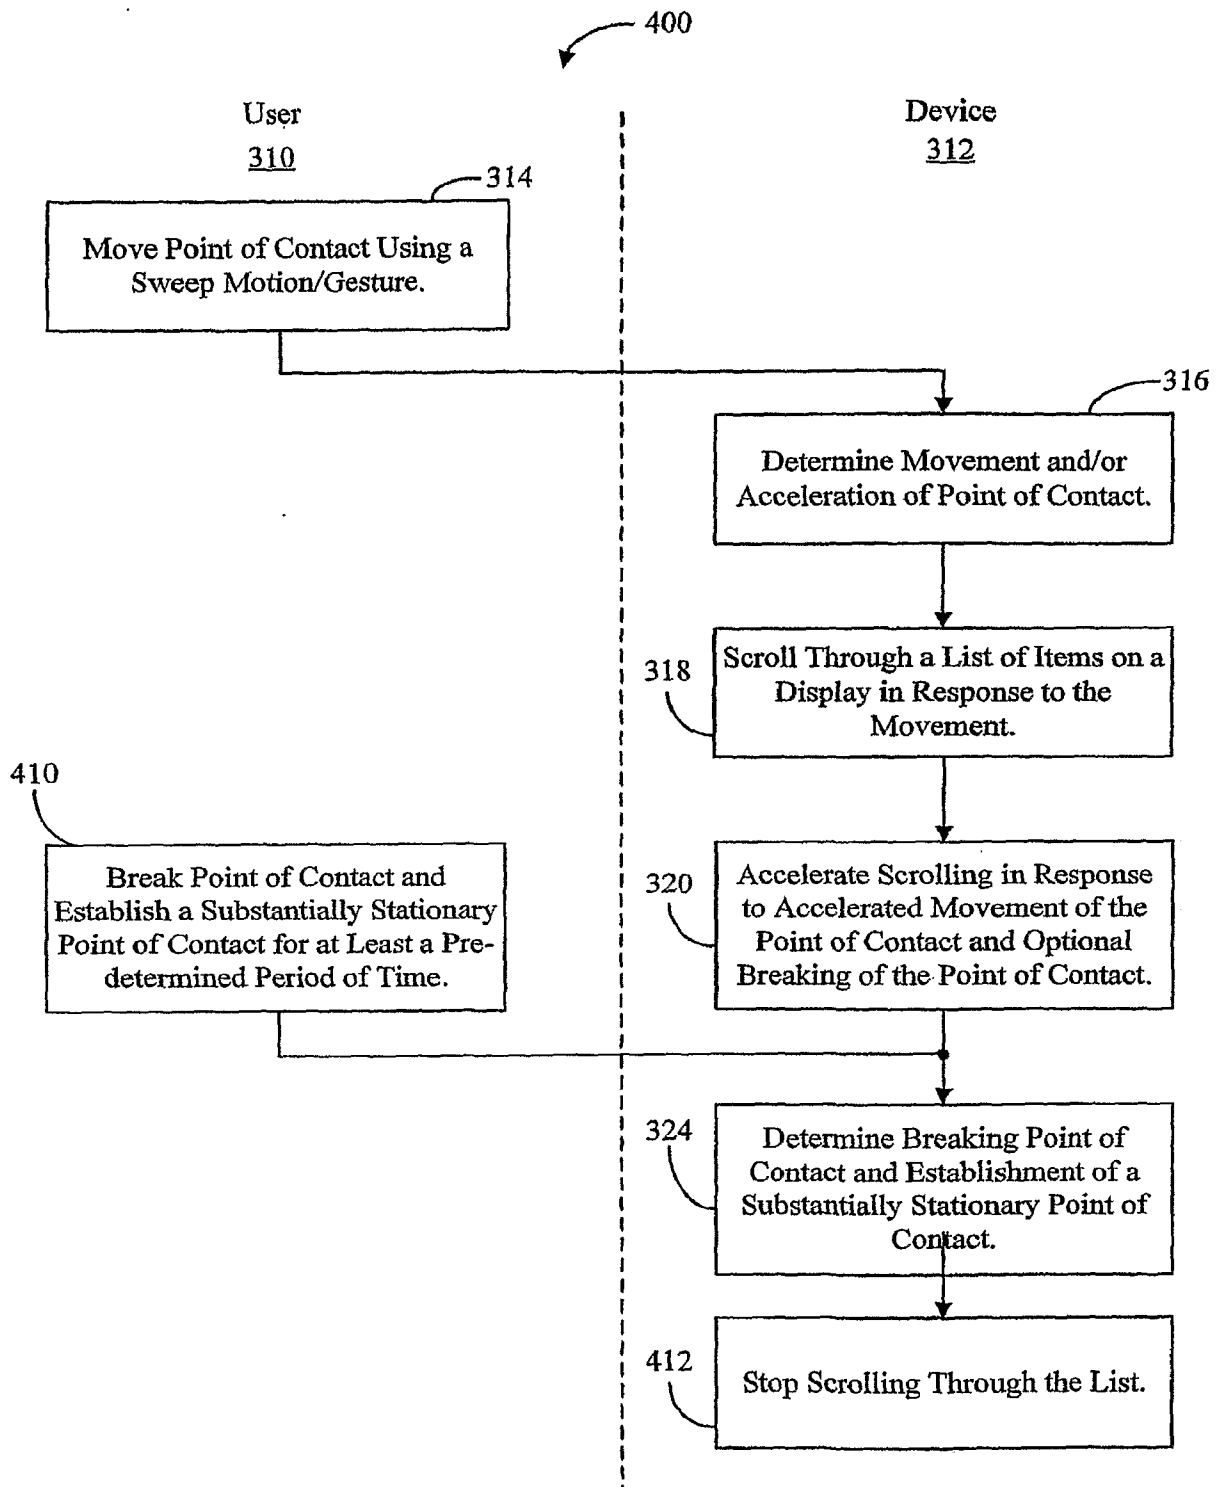 400
User
310
Device
312
314
Move Point of Contact Using a
Sweep Motion/Gesture.
316
Determine Movement and/or
Acceleration of Point of Contact.
318
Scroll Through a List of Items on a
Display in Response to the
Movement.
410
Break Point of Contact and
Establish a Substantially Stationary
Point of Contact for at Least a Pre-
determined Period of Time.
320
Accelerate Scrolling in Response
to Accelerated Movement of the
Point of Contact and Optional
Breaking of the Point of Contact.
324
Determine Breaking Point of
Contact and Establishment of a
Substantially Stationary Point of
Contact.
412
Stop Scrolling Through the List.